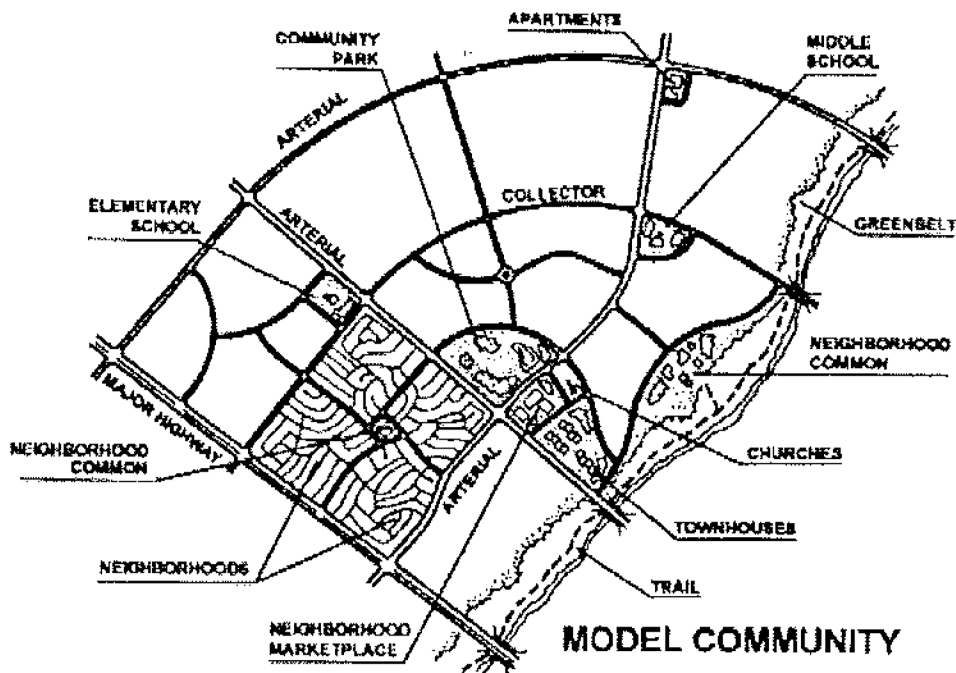 APARTMENTS
COMMUNITY
PARK
MIDDLE
SCHOOL
ARTERIAL
ELEMENTARY
SCHOOL
ARTERIAL
COLLECTOR
GREENBELT
NEIGHBORHOOD
COMMON
MAJOR HIGHWAY
NEIGHBORHOOD
COMMON
ARTERIAL
CHURCHES
TOWNHOUSES
NEIGHBORHOODS
TRAIL
NEIGHBORHOOD
MARKETPLACE
MODEL COMMUNITY